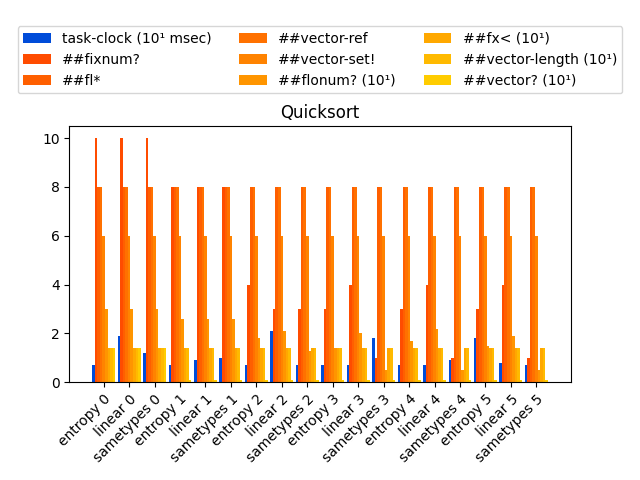 task-clock (10¹ msec) ##vector-ref ##fx< (10¹)
##fixnum? ##vector-set! ##vector-length (10¹)
##fl* ##flonum? (10¹) ##vector? (10¹)
Quicksort
10
8
6
4
2
0
entropy 0
linear 0
sametypes 0
entropy 1
linear 1
sametypes 1
entropy 2
linear 2
sametypes 2
entropy 3
linear 3
sametypes 3
entropy 4
linear 4
sametypes 4
entropy 5
linear 5
sametypes 5